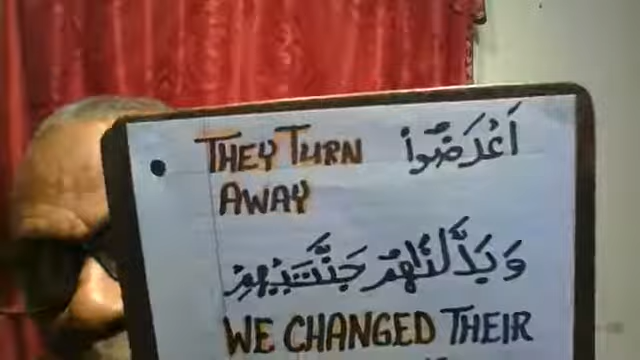 THEY TURN اَعْرَضُوا
AWAY
وَبَدَّلْنٰهُمْ جَنَّتَيْهِمْ
WE CHANGED THEIR